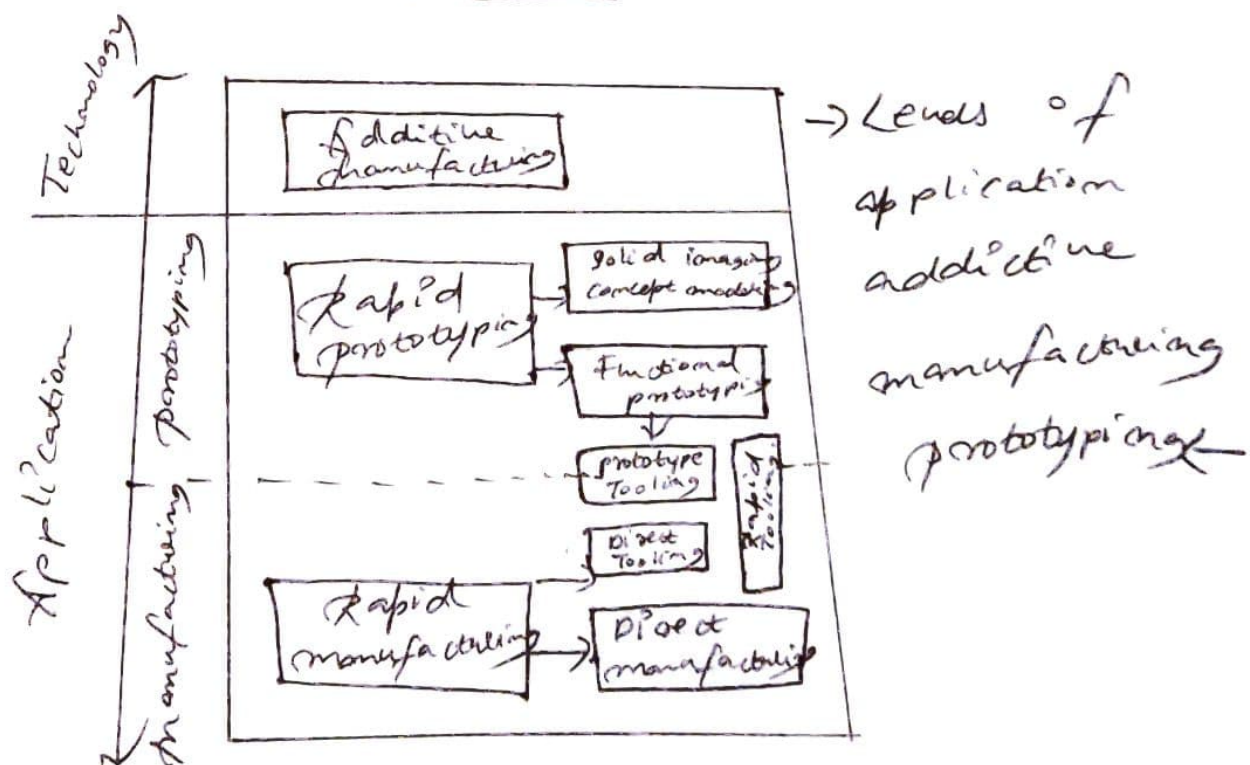 Technology
Additive
manufacturing
Application
prototyping
Rapid
prototyping
Solid imaging
concept modeling
Functional
prototyping
prototype
Tooling
Rapid
Tooling
manufacturing
Direct
Tooling
Rapid
manufacturing
Direct
manufacturing
→ Levels of
application
addictive
manufacturing
prototyping ←